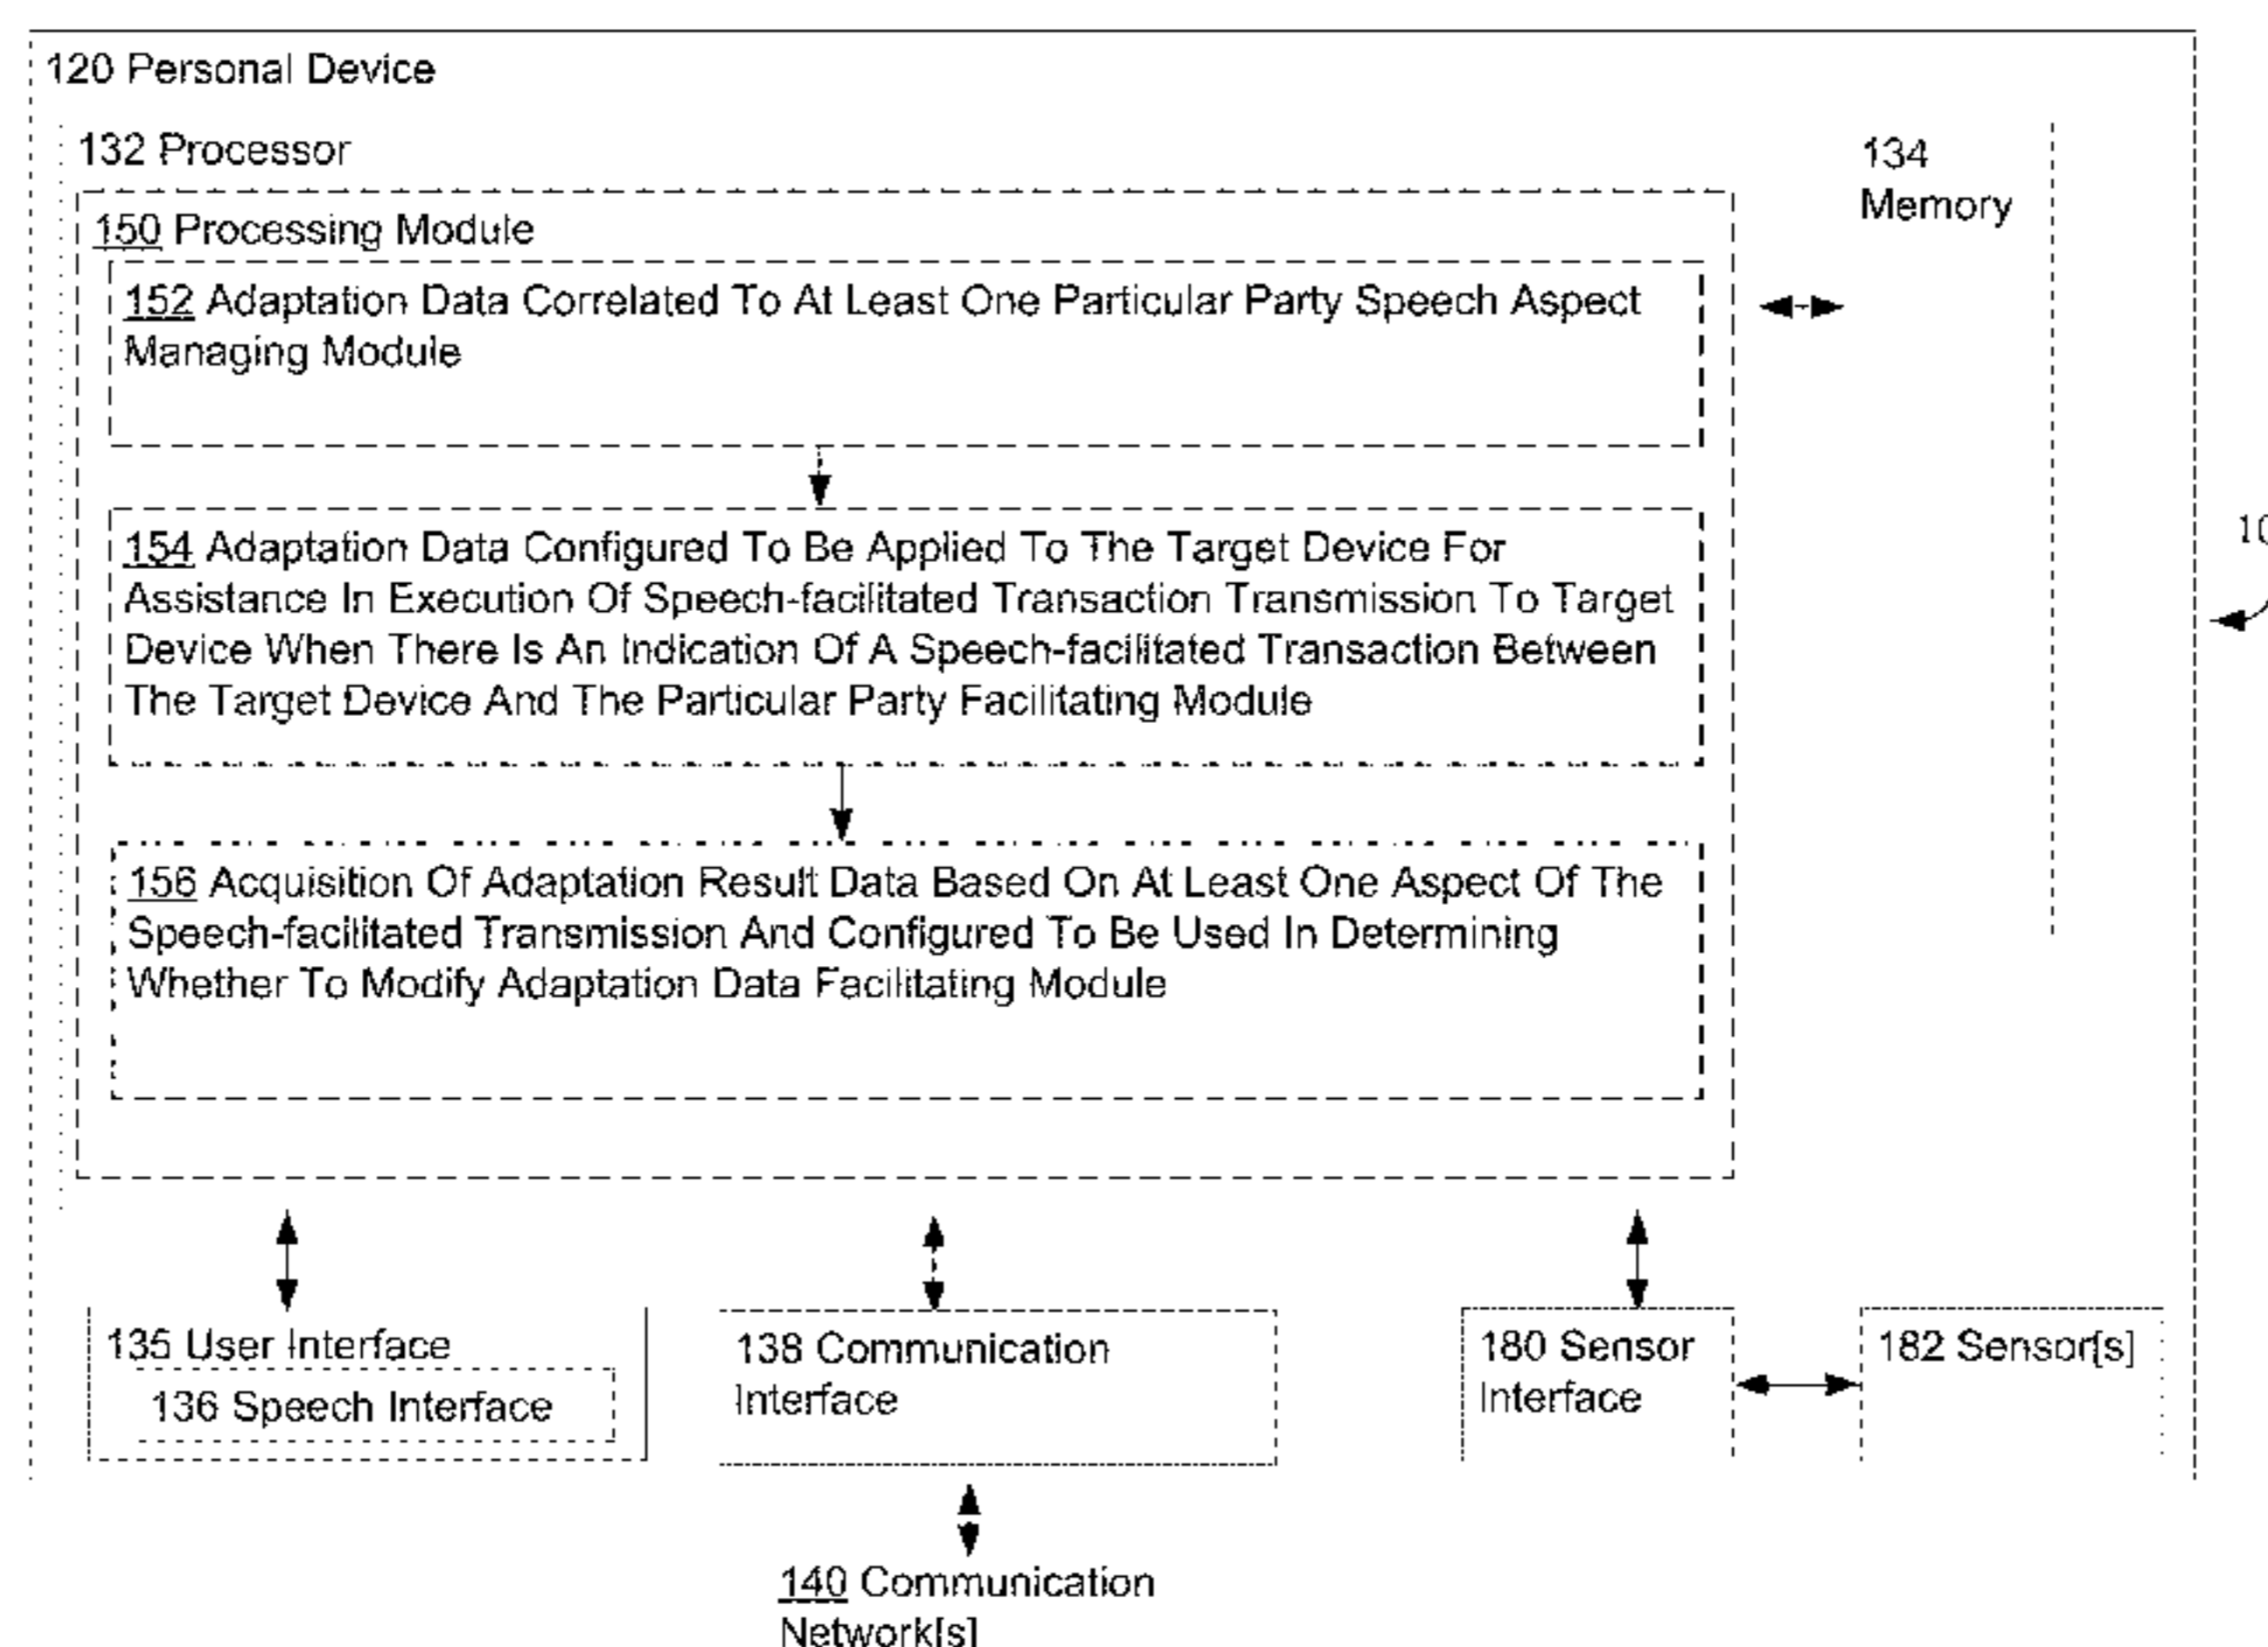 120 Personal Device
132 Processor
134
Memory
150 Processing Module
152 Adaptation Data Correlated To At Least One Particular Party Speech Aspect
Managing Module
154 Adaptation Data Configured To Be Applied To The Target Device For
Assistance In Execution Of Speech-facilitated Transaction Transmission To Target
Device When There Is An Indication Of A Speech-facilitated Transaction Between
The Target Device And The Particular Party Facilitating Module
156 Acquisition Of Adaptation Result Data Based On At Least One Aspect Of The
Speech-facilitated Transmission And Configured To Be Used In Determining
Whether To Modify Adaptation Data Facilitating Module
135 User Interface
136 Speech Interface
138 Communication
Interface
180 Sensor
Interface
182 Sensor[s]
140 Communication
Network[s]